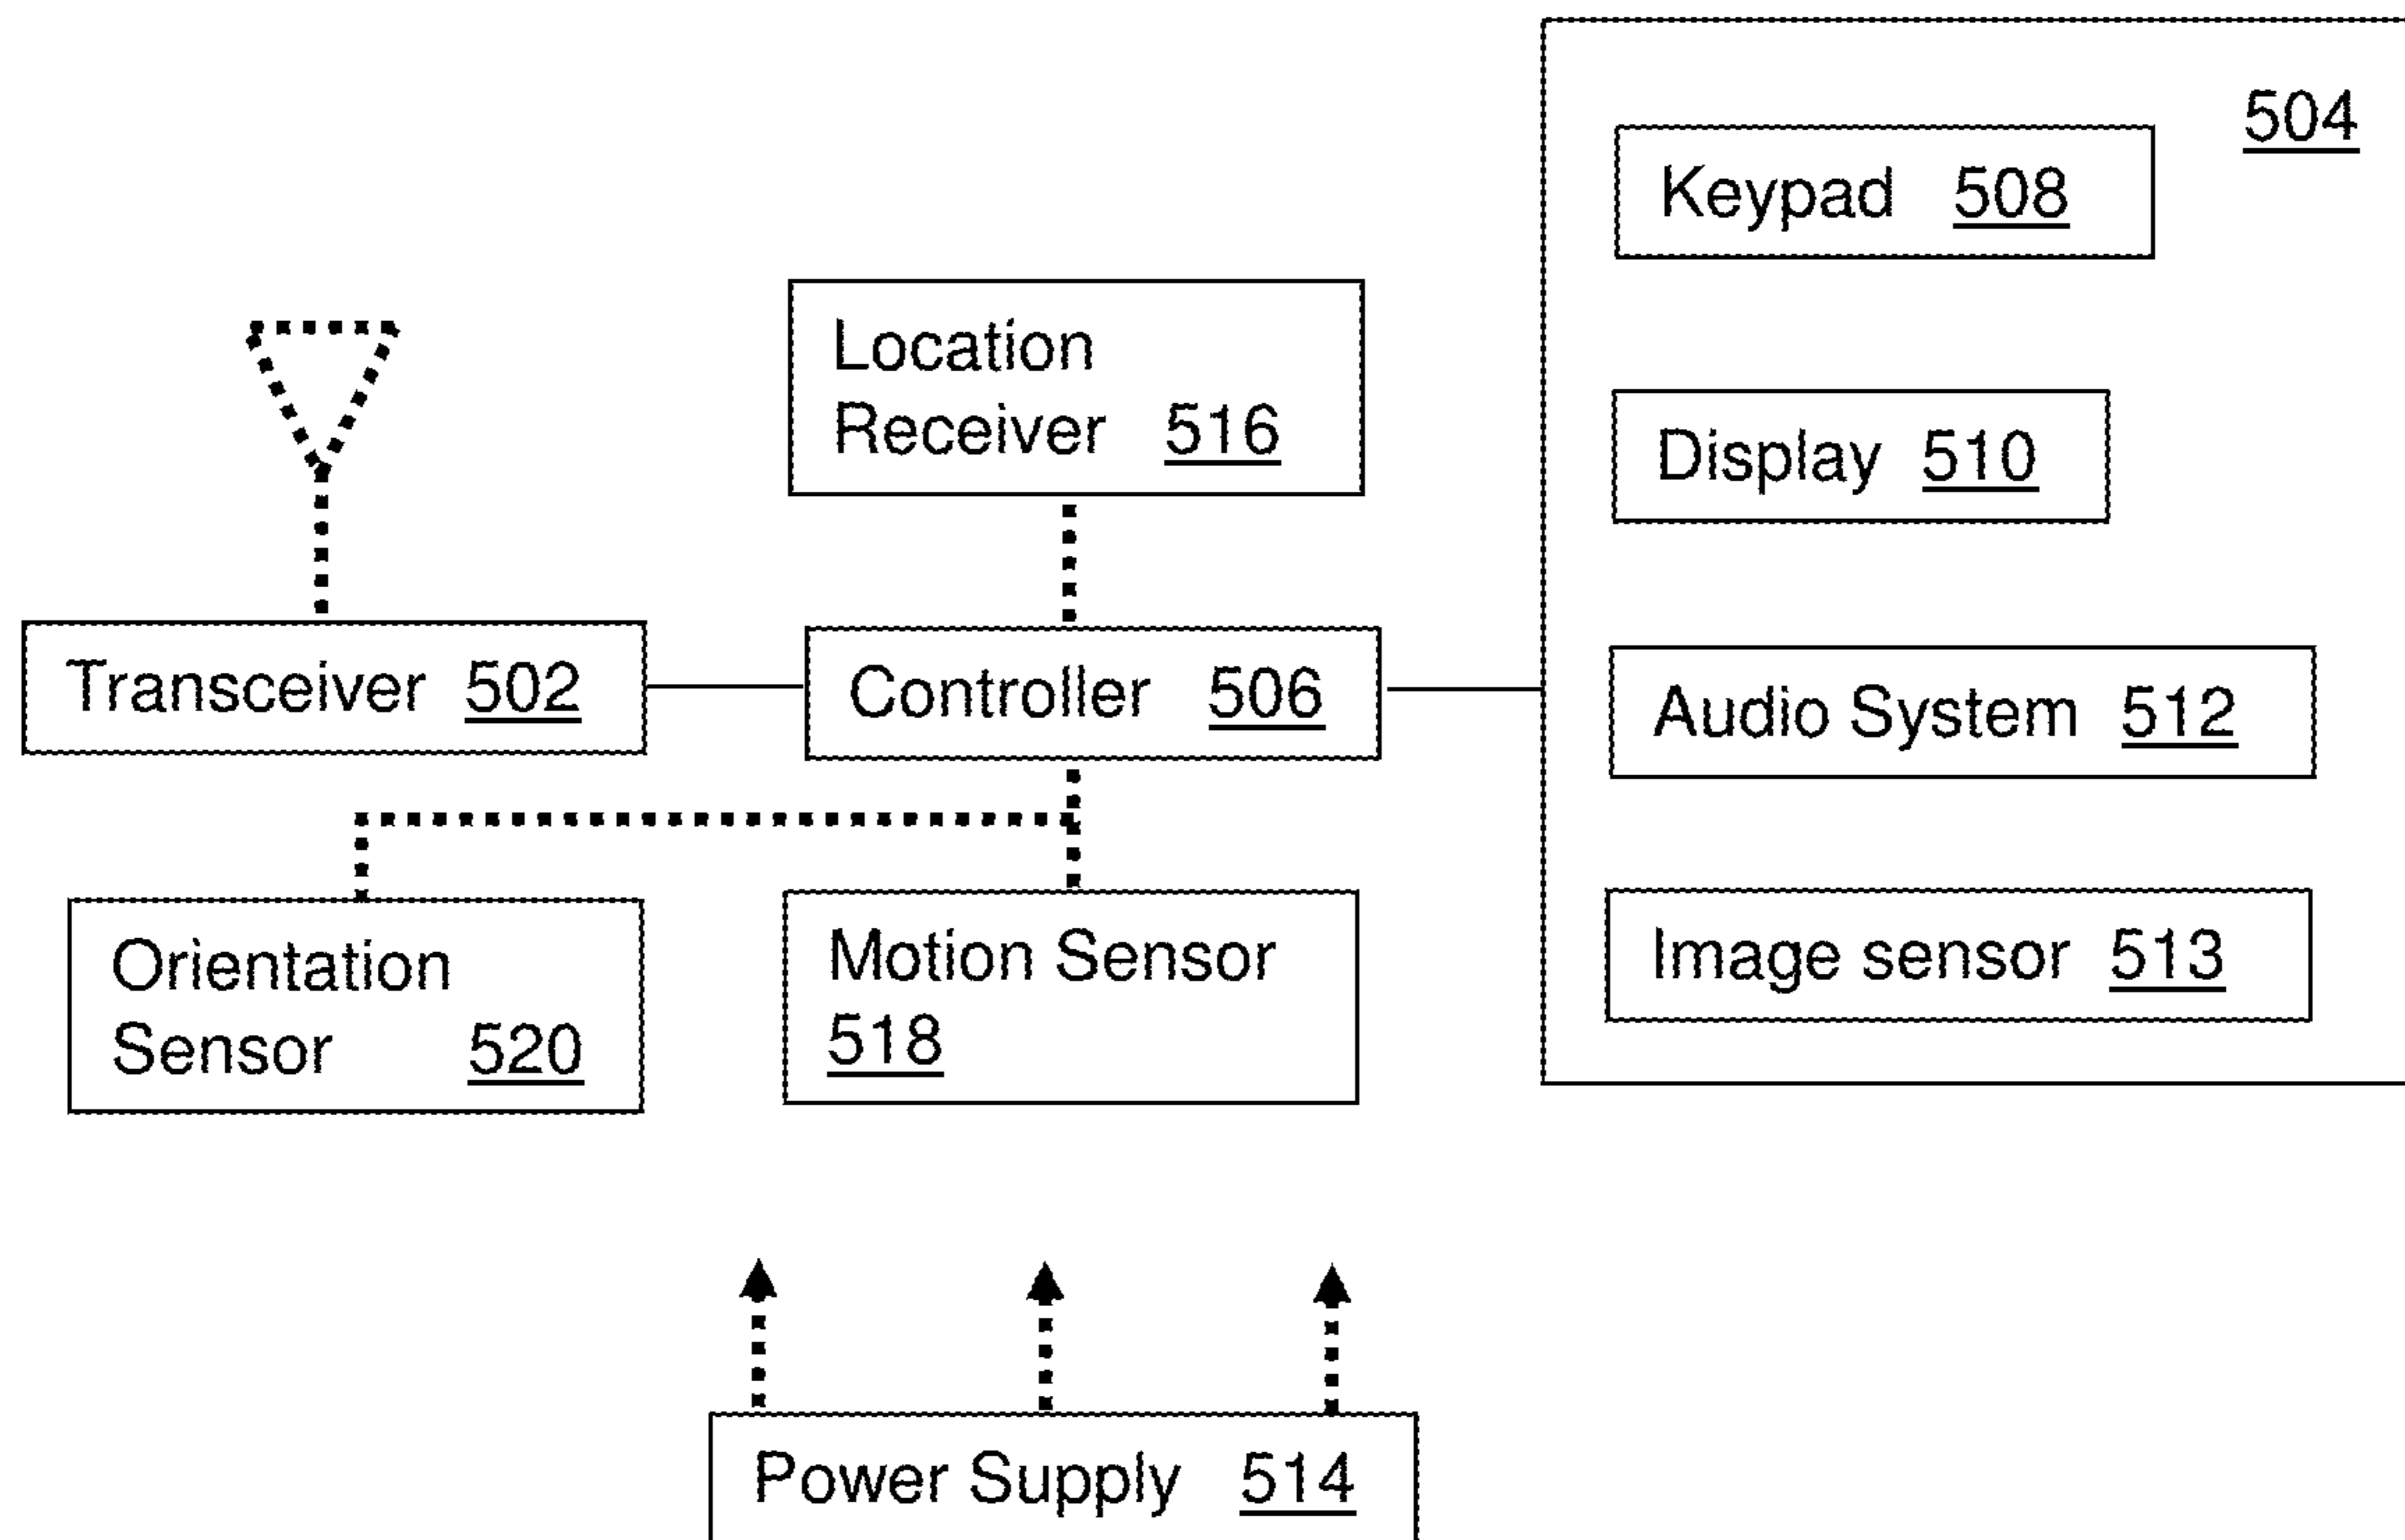 504
Keypad 508
Location
Receiver 516
Display 510
Transceiver 502
Controller 506
Audio System 512
Orientation
Sensor 520
Motion Sensor
518
Image sensor 513
Power Supply 514